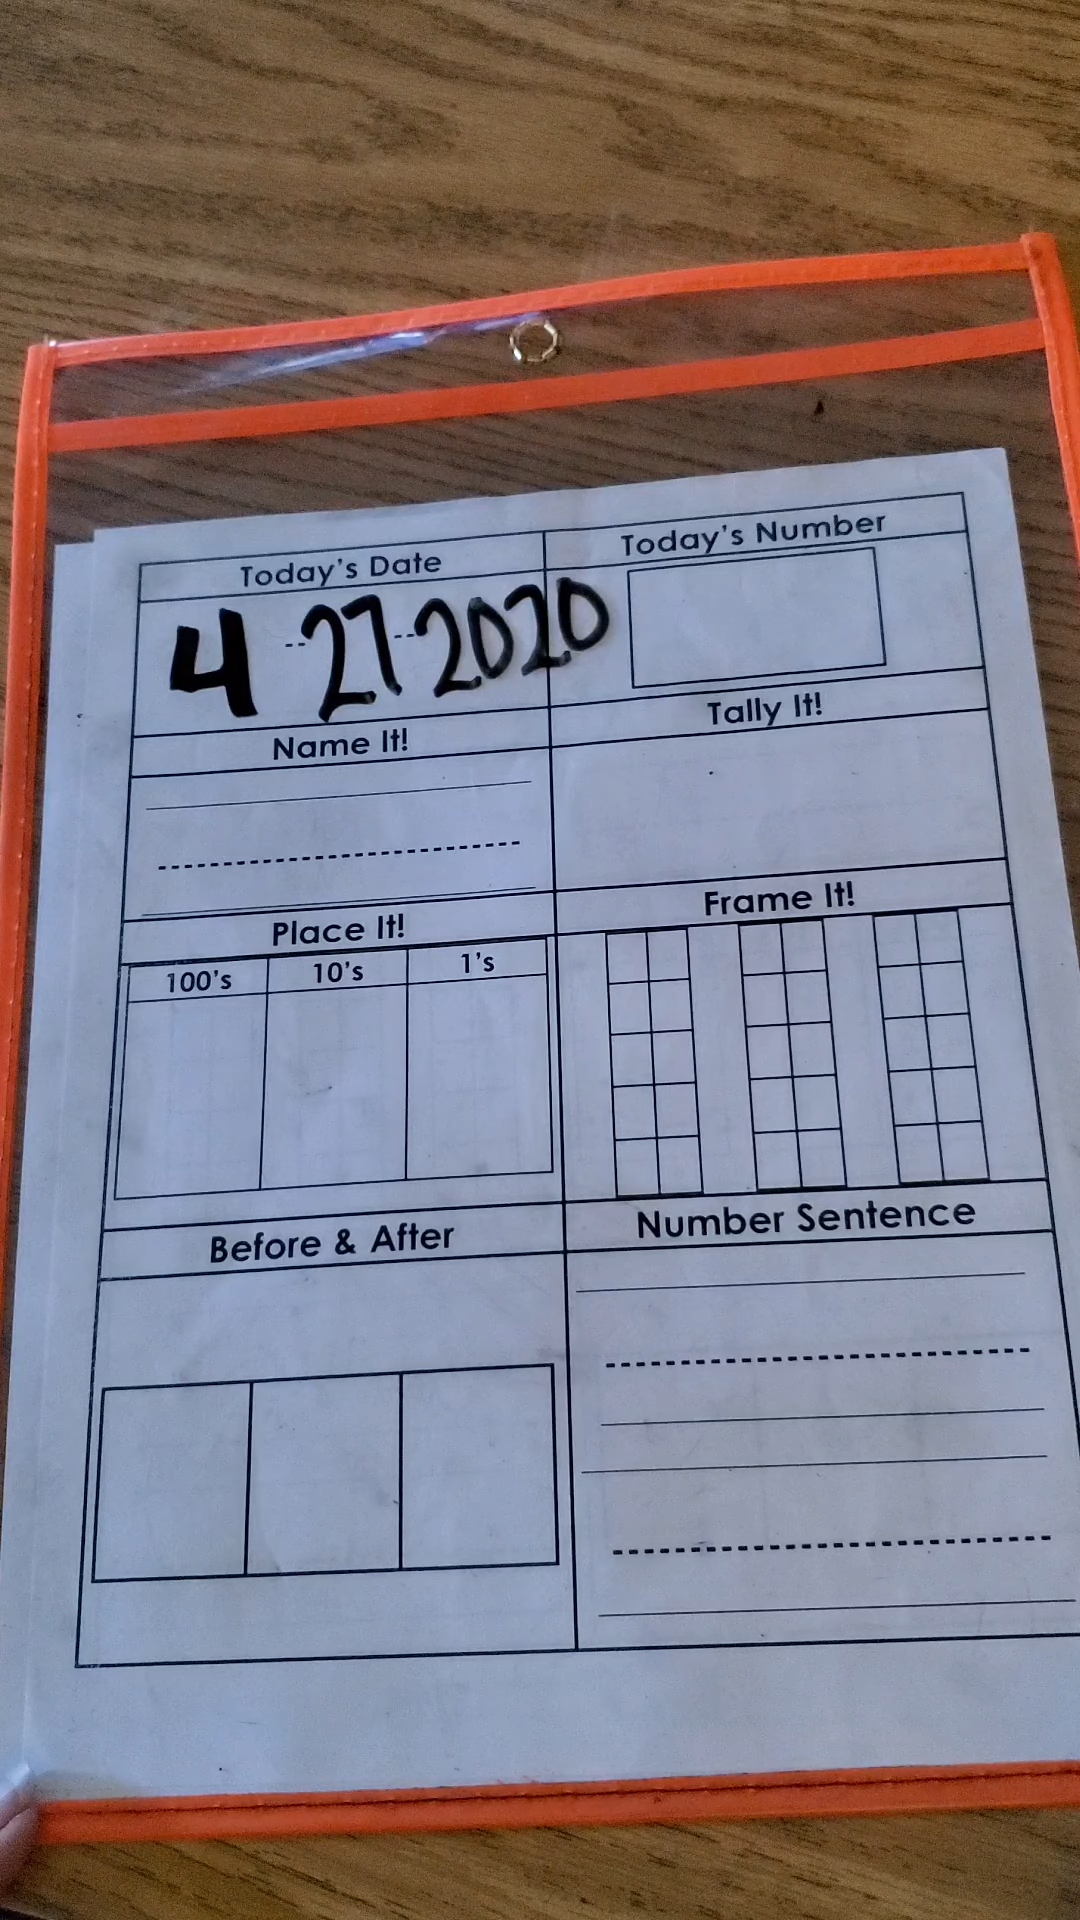 Today's Date
Today's Number
4--27--2020
Name It!
Tally It!
Place It!
Frame It!
100's
10's
1's
Before & After
Number Sentence